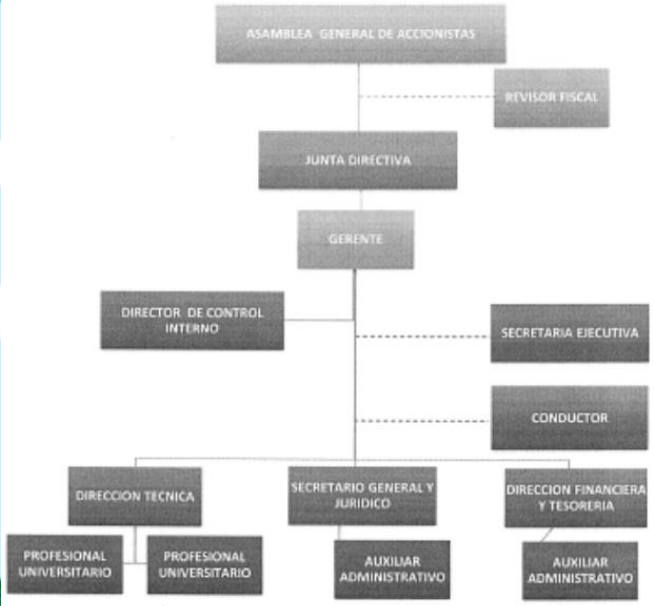 ASAMBLEA GENERAL DE ACCIONISTAS
REVISOR FISCAL
JUNTA DIRECTIVA
GERENTE
DIRECTOR DE CONTROL
INTERNO
SECRETARIA EJECUTIVA
CONDUCTOR
DIRECCION TECNICA
SECRETARIO GENERAL Y
JURIDICO
DIRECCION FINANCIERA
Y TESORERIA
PROFESIONAL
UNIVERSITARIO
PROFESIONAL
UNIVERSITARIO
AUXILIAR
ADMINISTRATIVO
AUXILIAR
ADMINISTRATIVO